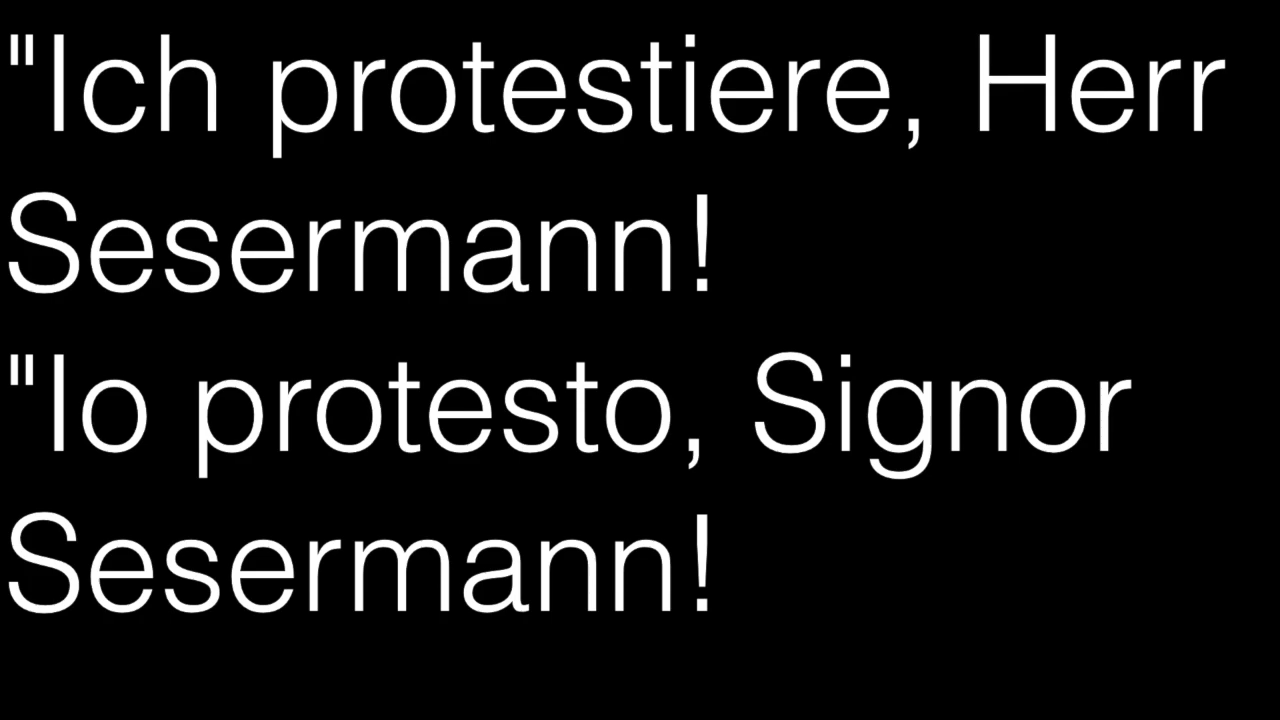 "Ich protestiere, Herr
Sesermann!
"Io protesto, Signor
Sesermann!